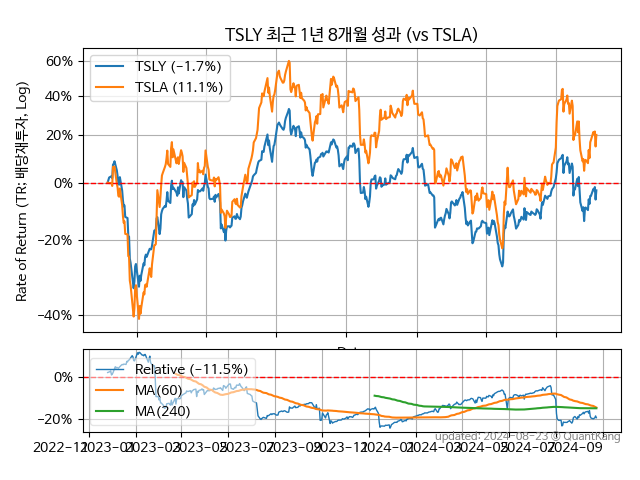 TSLY 최근 1년 8개월 성과 (vs TSLA)
Rate of Return (TR: 배당재투자, Log)
60%
40%
20%
0%
−20%
−40%
TSLY (−1.7%)
TSLA (11.1%)
0%
−20%
Relative (−11.5%)
MA(60)
MA(240)
updated: 2024-08-23 © QuantKang
2022−11
2023−01
2023−03
2023−05
2023−07
2023−09
2023−11
2024−01
2024−03
2024−05
2024−07
2024−09